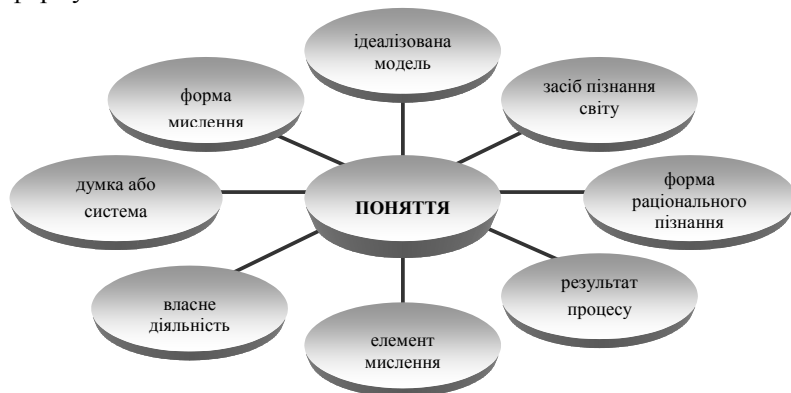 ідеалізована
модель
засіб пізнання
світу
форма
мислення
думка або
система
ПОНЯТТЯ
форма
раціонального
пізнання
власне
діяльність
результат
процесу
елемент
мислення